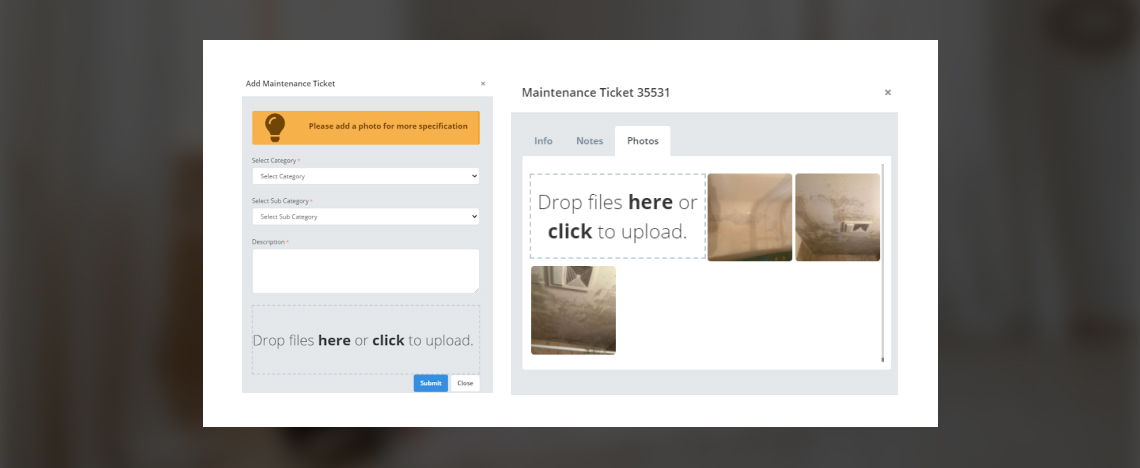 Add Maintenance Ticket
×
Please add a photo for more specification
Select Category *
Select Category
Select Sub Category *
Select Sub Category
Description *
Drop files here or click to upload.
Submit
Close
Maintenance Ticket 35531
×
Info
Notes
Photos
Drop files here or
click to upload.